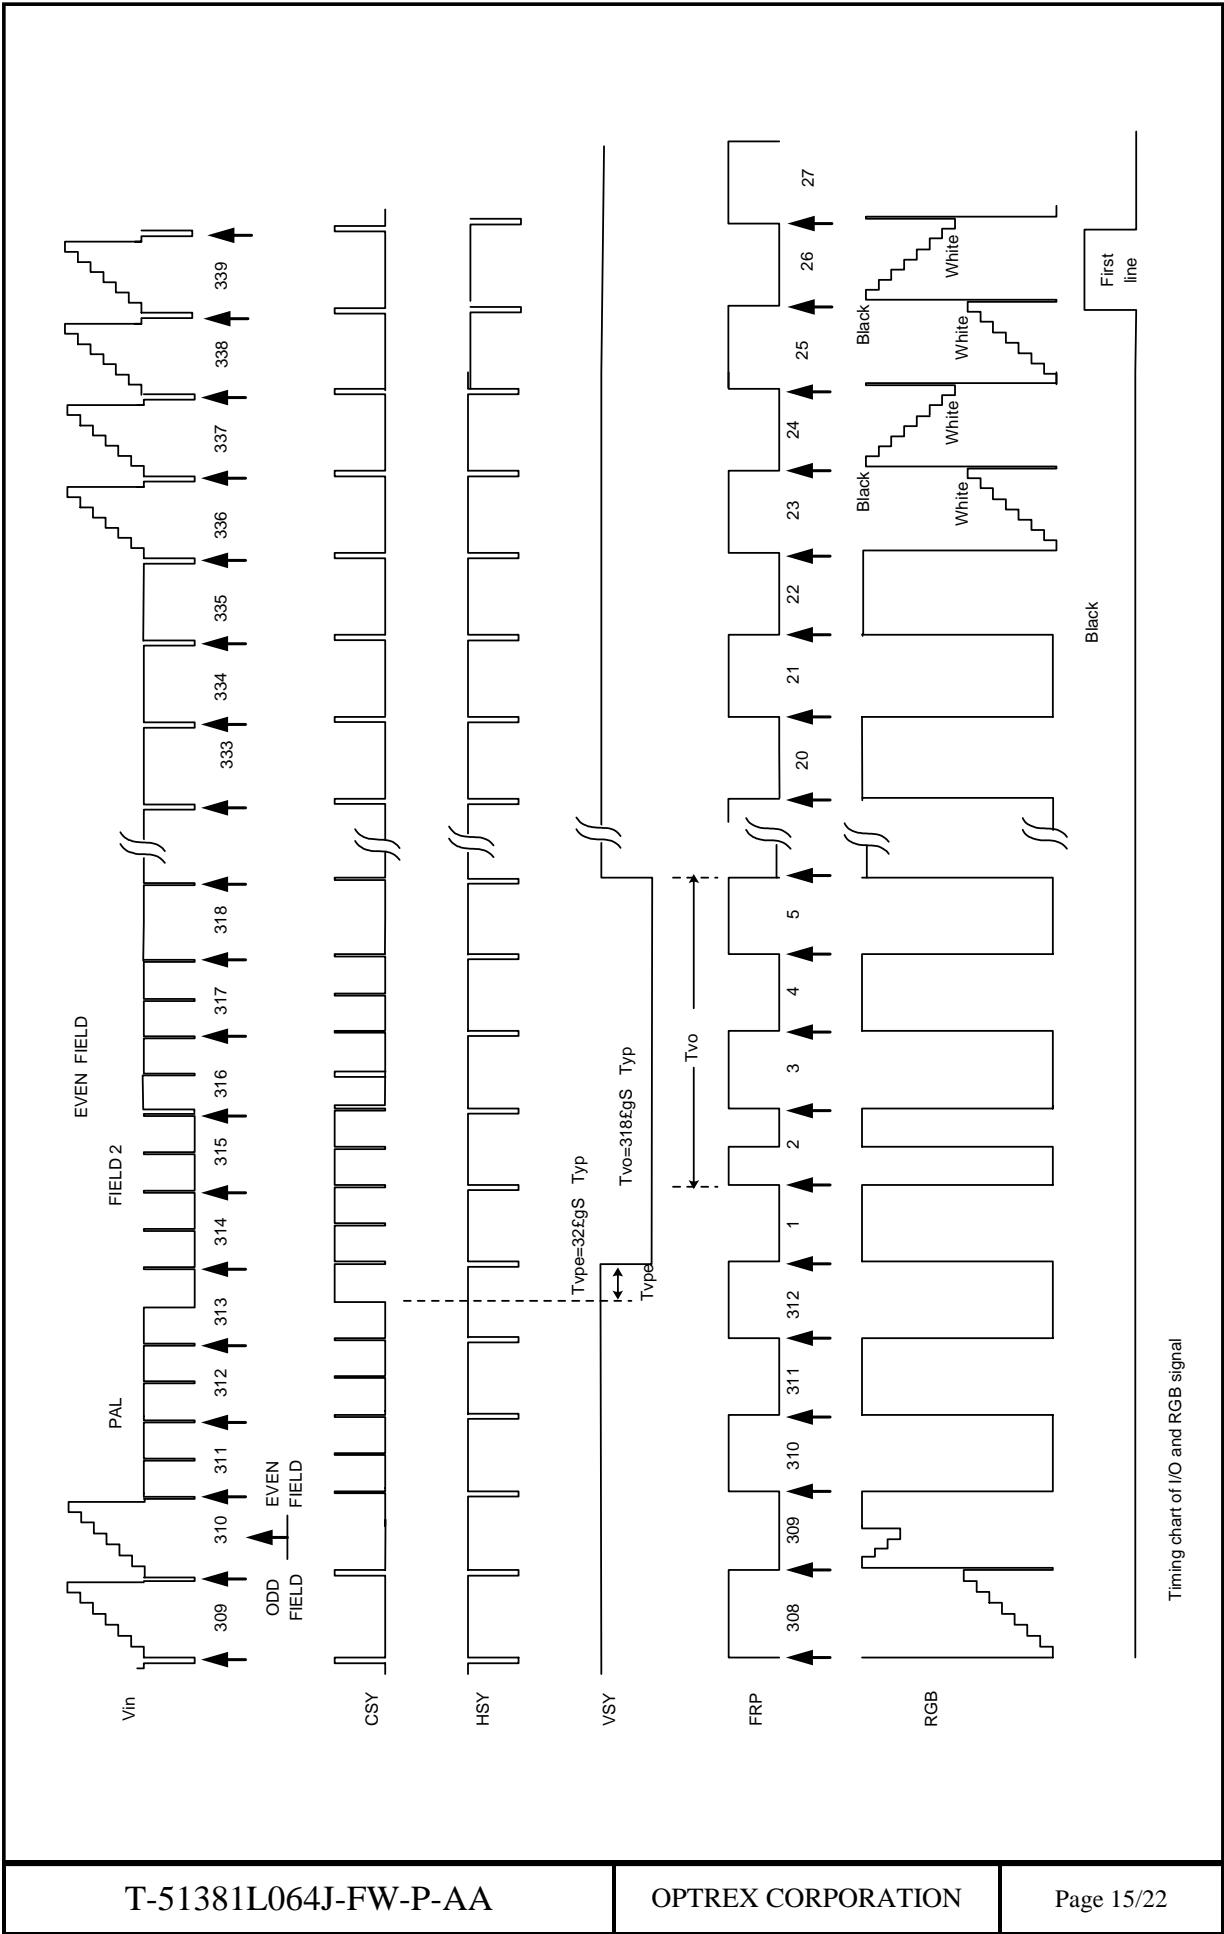 EVEN FIELD
PAL
FIELD 2
Vin
309
310
311
312
313
314
315
316
317
318
333
334
335
336
337
338
339
ODD
FIELD
EVEN
FIELD
CSY
HSY
VSY
Tvpe=32£gS Typ
Tvpe
Tvo=318£gS Typ
Tvo
FRP
308
309
310
311
312
1
2
3
4
5
20
21
22
23
24
25
26
27
RGB
Black
White
White
Black
White
White
Black
First
line
Timing chart of I/O and RGB signal
T-51381L064J-FW-P-AA
OPTREX CORPORATION
Page 15/22